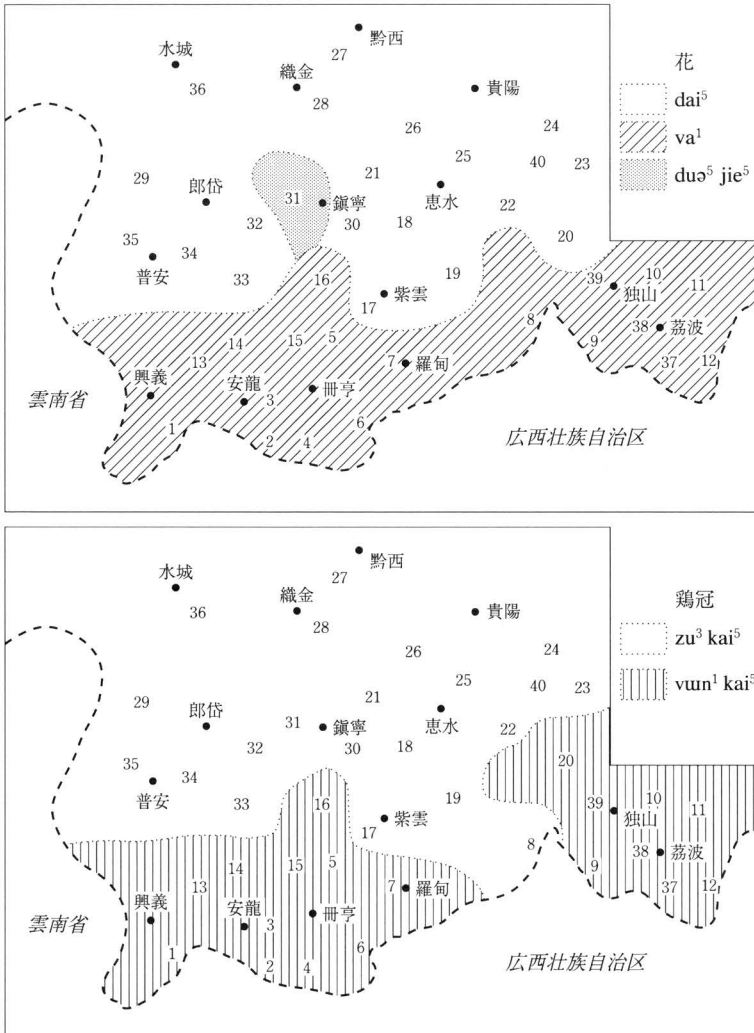 黔西
水城
27
花
織金
36
貴陽
dai⁵
28
24
va¹
26
25
40
23
29
21
duə⁵ jie⁵
郎岱
31
鎭寧
恵水
22
32
30
18
35
34
20
普安
33
16
19
39
10
11
17
紫雲
独山
8
14
15
5
9
38
荔波
13
7
羅甸
37
12
興義
安龍
3
冊亨
雲南省
1
6
2
4
広西壮族自治区
黔西
水城
27
鶏冠
織金
36
貴陽
zu³ kai⁵
28
24
vɯn¹ kai⁵
26
25
40
23
29
21
郎岱
31
鎭寧
恵水
22
32
30
18
35
34
20
普安
33
16
19
39
10
11
17
紫雲
独山
8
14
15
5
9
38
荔波
13
7
羅甸
37
12
興義
安龍
3
冊亨
雲南省
1
6
2
4
広西壮族自治区